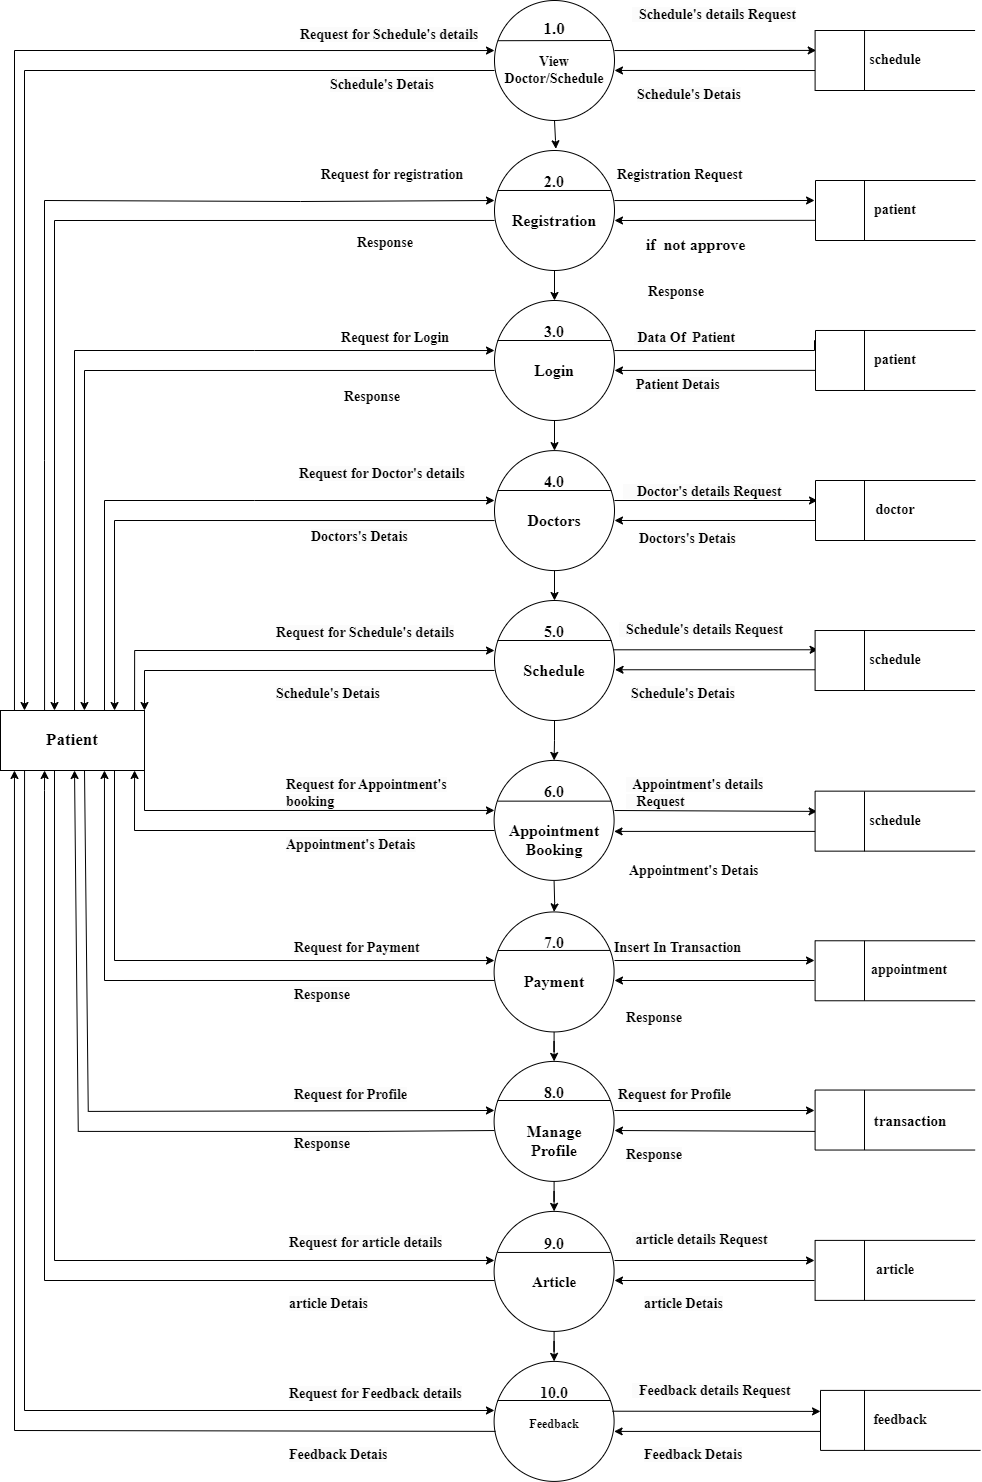 Schedule's details Request
1.0
Request for Schedule's details
View
Doctor/Schedule
schedule
Schedule's Detais
Schedule's Detais
Request for registration
Registration Request
2.0
Registration
patient
Response
if not approve
Response
3.0
Request for Login
Data Of Patient
Login
patient
Response
Patient Detais
Request for Doctor's details
4.0
Doctor's details Request
Doctors
doctor
Doctors's Detais
Doctors's Detais
Request for Schedule's details
5.0
Schedule's details Request
Schedule
schedule
Schedule's Detais
Schedule's Detais
Patient
Request for Appointment's
booking
6.0
Appointment's details
Request
Appointment
Booking
schedule
Appointment's Detais
Appointment's Detais
Request for Payment
7.0
Insert In Transaction
Payment
appointment
Response
Response
Request for Profile
8.0
Request for Profile
Manage
Profile
transaction
Response
Response
Request for article details
9.0
article details Request
Article
article
article Detais
article Detais
Request for Feedback details
10.0
Feedback details Request
Feedback
feedback
Feedback Detais
Feedback Detais